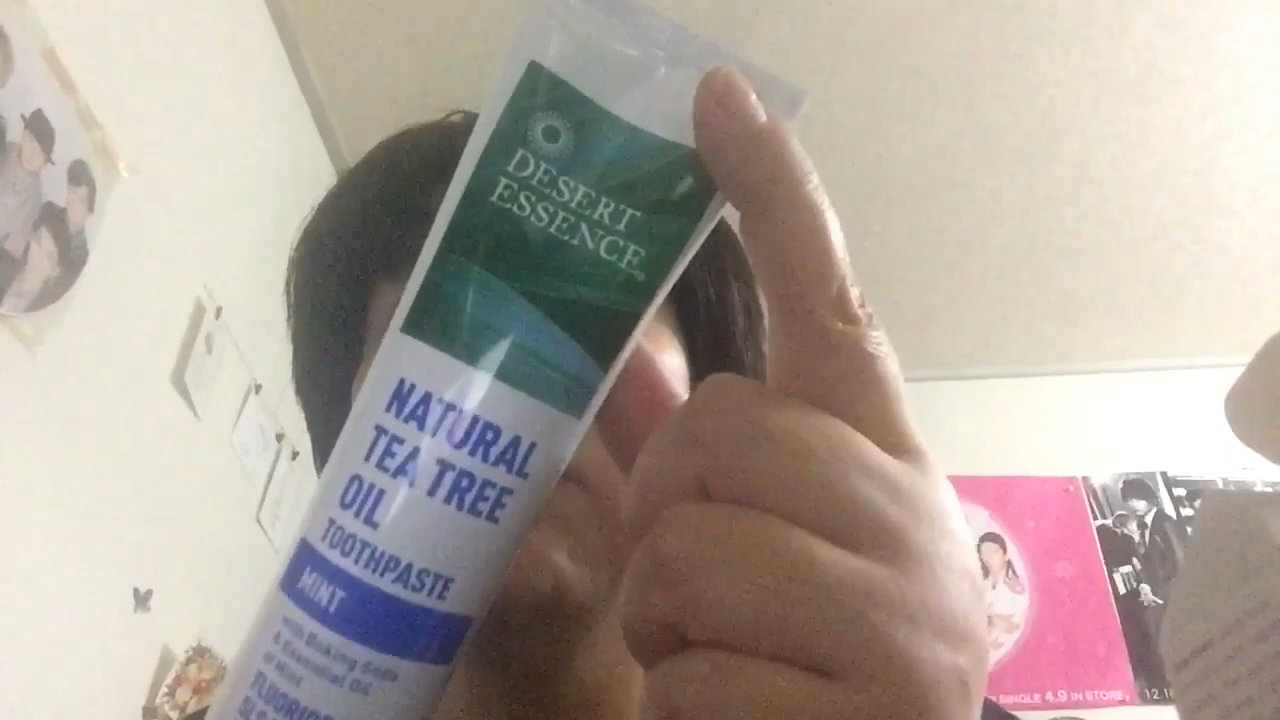 DESERT
ESSENCE
NATURAL
TEA TREE
OIL
TOOTHPASTE
MINT
with Baking Soda
& Essential Oil
of Mint
SINGLE 4.9 IN STORE